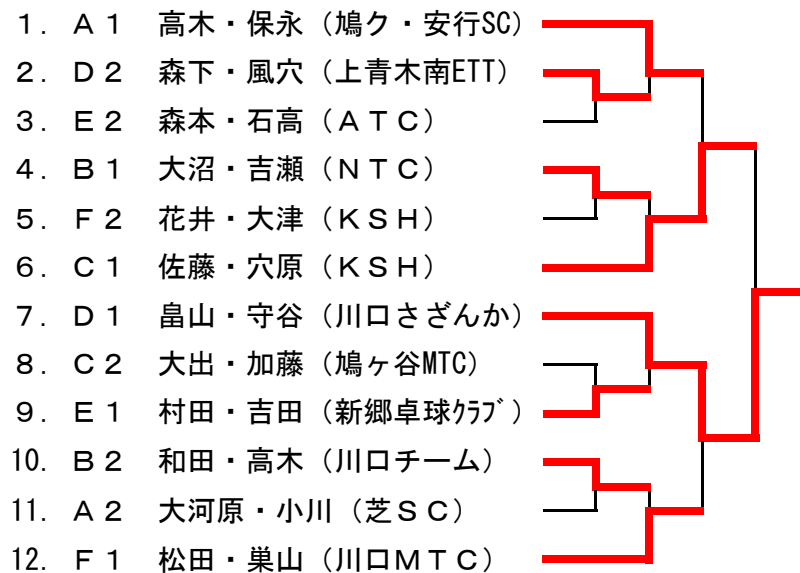 1. A1 高木・保永（鳩ク・安行SC）
2. D2 森下・風穴（上青木南ETT）
3. E2 森本・石高（ATC）
4. B1 大沼・吉瀬（NTC）
5. F2 花井・大津（KSH）
6. C1 佐藤・穴原（KSH）
7. D1 畠山・守谷（川口さざんか）
8. C2 大出・加藤（鳩ヶ谷MTC）
9. E1 村田・吉田（新郷卓球ｸﾗﾌﾞ）
10. B2 和田・高木（川口チーム）
11. A2 大河原・小川（芝SC）
12. F1 松田・巣山（川口MTC）